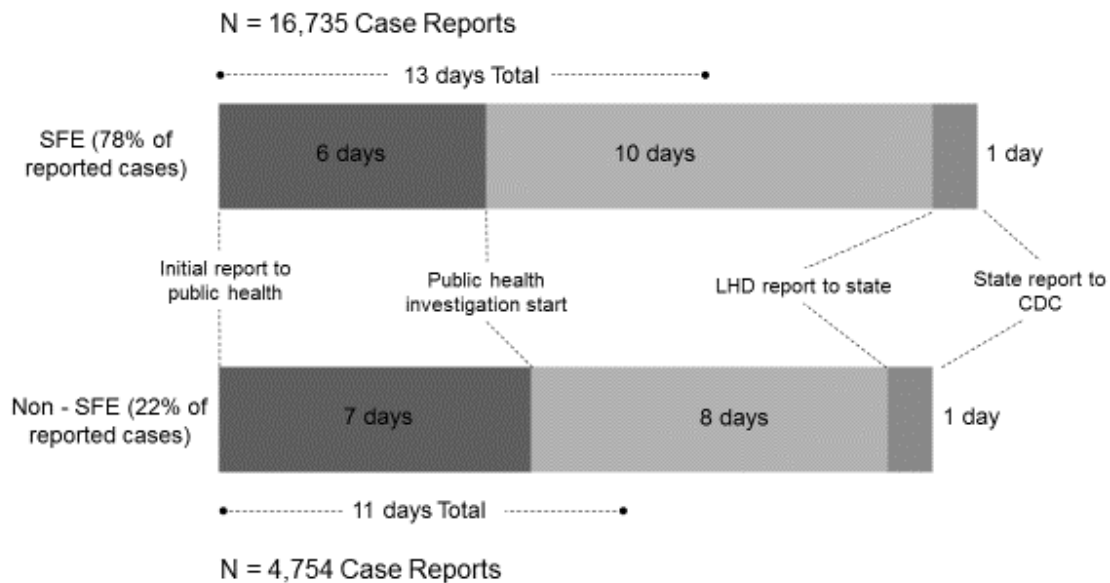 N = 16,735 Case Reports
13 days Total
SFE (78% of
reported cases)
6 days
10 days
1 day
Initial report to
public health
Public health
investigation start
LHD report to state
State report to
CDC
Non - SFE (22% of
reported cases)
7 days
8 days
1 day
11 days Total
N = 4,754 Case Reports